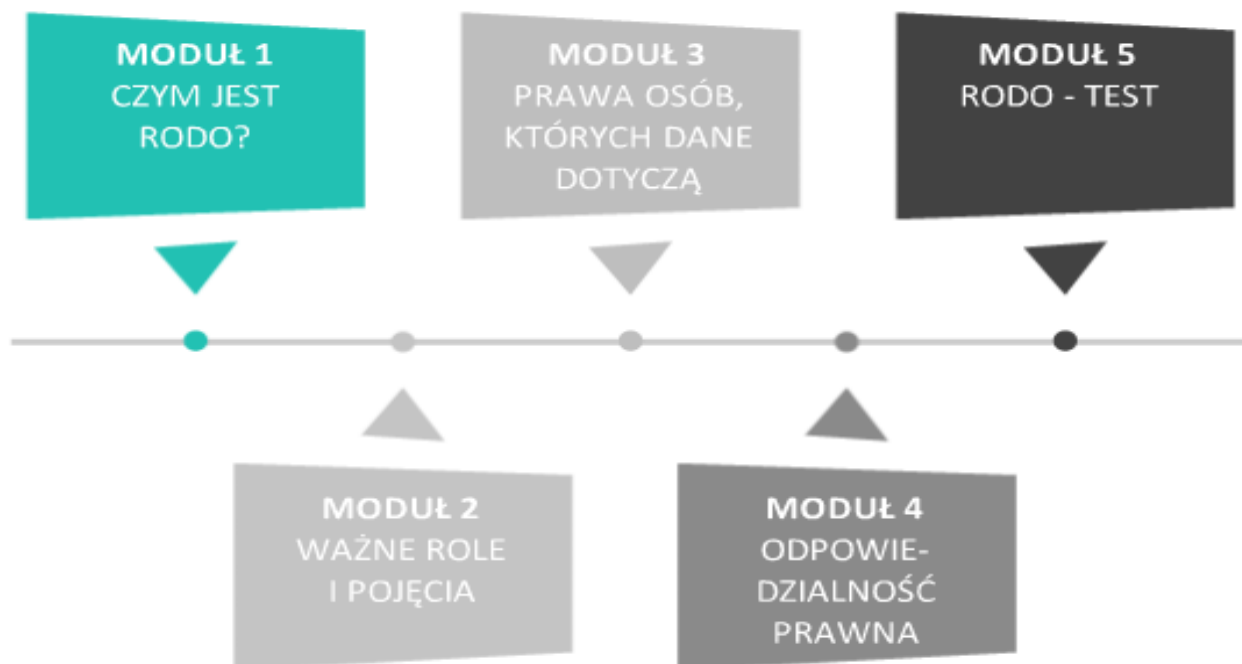 MODUŁ 1
CZYM JEST
RODO?
MODUŁ 2
WAŻNE ROLE
I POJĘCIA
MODUŁ 3
PRAWA OSÓB,
KTÓRYCH DANE
DOTYCZĄ
MODUŁ 4
ODPOWIE-
DZIALNOŚĆ
PRAWNA
MODUŁ 5
RODO - TEST